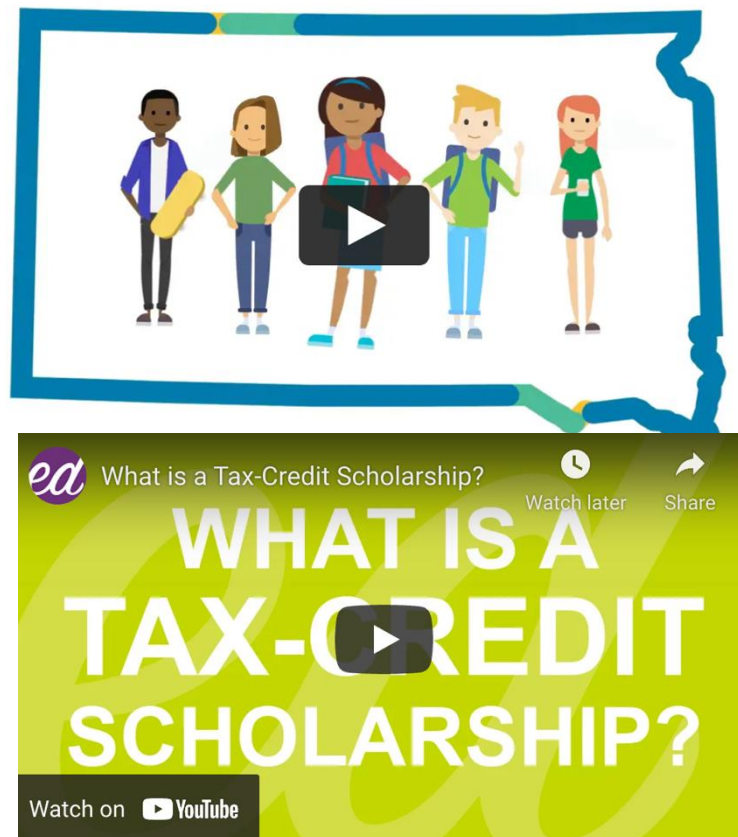 ed What is a Tax-Credit Scholarship?
Watch later Share
WHAT IS A
TAX-CREDIT
SCHOLARSHIP?
Watch on YouTube